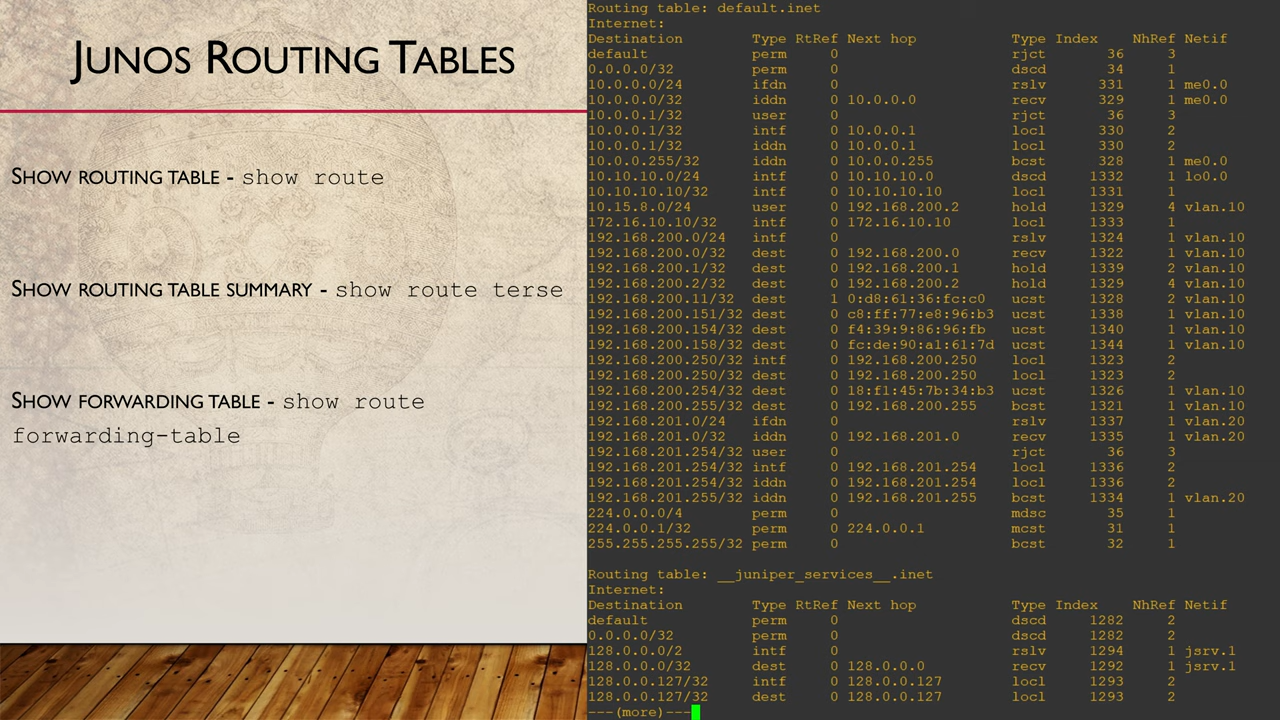 JUNOS ROUTING TABLES
SHOW ROUTING TABLE - show route
SHOW ROUTING TABLE SUMMARY - show route terse
SHOW FORWARDING TABLE - show route
forwarding-table
Routing table: default.inet
Internet:
Destination Type RtRef Next hop Type Index NhRef Netif
default perm 0 rjct 36 3
0.0.0.0/32 perm 0 dscd 34 1
10.0.0.0/24 ifdn 0 rslv 331 1 me0.0
10.0.0.0/32 iddn 0 10.0.0.0 recv 329 1 me0.0
10.0.0.1/32 user 0 rjct 36 3
10.0.0.1/32 intf 0 10.0.0.1 locl 330 2
10.0.0.1/32 iddn 0 10.0.0.1 locl 330 2
10.0.0.255/32 iddn 0 10.0.0.255 bcst 328 1 me0.0
10.10.10.0/24 intf 0 10.10.10.0 dscd 1332 1 lo0.0
10.10.10.10/32 intf 0 10.10.10.10 locl 1331 1
10.15.8.0/24 user 0 192.168.200.2 hold 1329 4 vlan.10
172.16.10.10/32 intf 0 172.16.10.10 locl 1333 1
192.168.200.0/24 intf 0 rslv 1324 1 vlan.10
192.168.200.0/32 dest 0 192.168.200.0 recv 1322 1 vlan.10
192.168.200.1/32 dest 0 192.168.200.1 hold 1339 2 vlan.10
192.168.200.2/32 dest 0 192.168.200.2 hold 1329 4 vlan.10
192.168.200.11/32 dest 1 0:d8:61:36:fc:c0 ucst 1328 2 vlan.10
192.168.200.151/32 dest 0 c8:ff:77:e8:96:b3 ucst 1338 1 vlan.10
192.168.200.154/32 dest 0 f4:39:9:86:96:fb ucst 1340 1 vlan.10
192.168.200.158/32 dest 0 fc:de:90:a1:61:7d ucst 1344 1 vlan.10
192.168.200.250/32 intf 0 192.168.200.250 locl 1323 2
192.168.200.250/32 dest 0 192.168.200.250 locl 1323 2
192.168.200.254/32 dest 0 18:f1:45:7b:34:b3 ucst 1326 1 vlan.10
192.168.200.255/32 dest 0 192.168.200.255 bcst 1321 1 vlan.10
192.168.201.0/24 ifdn 0 rslv 1337 1 vlan.20
192.168.201.0/32 iddn 0 192.168.201.0 recv 1335 1 vlan.20
192.168.201.254/32 user 0 rjct 36 3
192.168.201.254/32 intf 0 192.168.201.254 locl 1336 2
192.168.201.254/32 iddn 0 192.168.201.254 locl 1336 2
192.168.201.255/32 iddn 0 192.168.201.255 bcst 1334 1 vlan.20
224.0.0.0/4 perm 0 mdsc 35 1
224.0.0.1/32 perm 0 224.0.0.1 mcst 31 1
255.255.255.255/32 perm 0 bcst 32 1
Routing table: __juniper_services__.inet
Internet:
Destination Type RtRef Next hop Type Index NhRef Netif
default perm 0 dscd 1282 2
0.0.0.0/32 perm 0 dscd 1282 2
128.0.0.0/2 intf 0 rslv 1294 1 jsrv.1
128.0.0.0/32 dest 0 128.0.0.0 recv 1292 1 jsrv.1
128.0.0.127/32 intf 0 128.0.0.127 locl 1293 2
128.0.0.127/32 dest 0 128.0.0.127 locl 1293 2
---(more)---